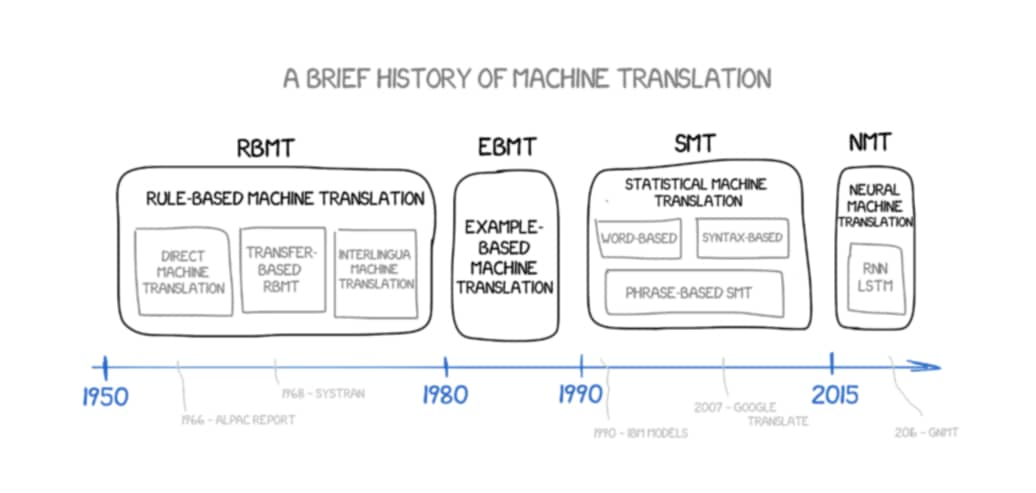 A BRIEF HISTORY OF MACHINE TRANSLATION
RBMT
RULE-BASED MACHINE TRANSLATION
DIRECT
MACHINE
TRANSLATION
TRANSFER-
BASED
RBMT
INTERLINGUA
MACHINE
TRANSLATION
EBMT
EXAMPLE-
BASED
MACHINE
TRANSLATION
SMT
STATISTICAL MACHINE
TRANSLATION
WORD-BASED
SYNTAX-BASED
PHRASE-BASED SMT
NMT
NEURAL
MACHINE
TRANSLATION
RNN
LSTM
1950
1966 - ALPAC REPORT
1968 - SYSTRAN
1980
1990
1990 - IBM MODELS
2007 - GOOGLE
TRANSLATE
2015
2016 - GNMT